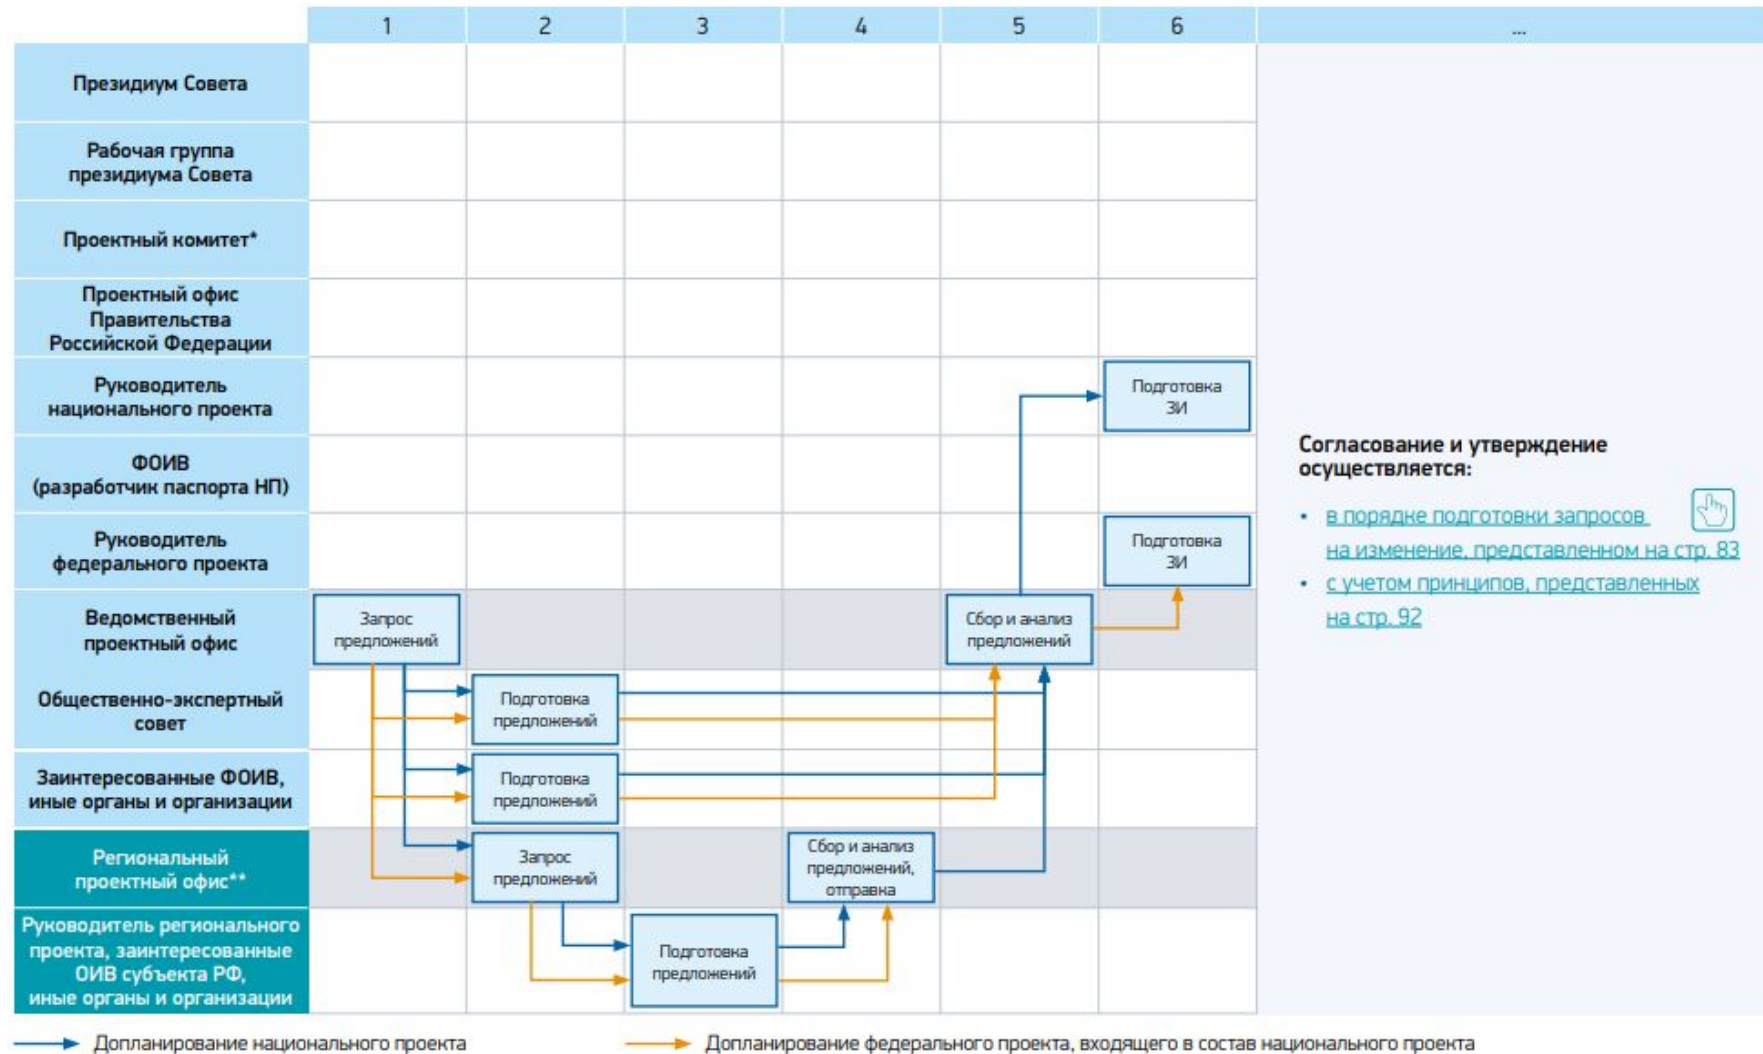 1 2 3 4 5 6 ...
Президиум Совета
Рабочая группа
президиума Совета
Проектный комитет*
Проектный офис
Правительства
Российской Федерации
Руководитель
национального проекта
Подготовка
ЗИ
ФОИВ
(разработчик паспорта НП)
Руководитель
федерального проекта
Подготовка
ЗИ
Ведомственный
проектный офис
Запрос
предложений
Сбор и анализ
предложений
Общественно-экспертный
совет
Подготовка
предложений
Заинтересованные ФОИВ,
иные органы и организации
Подготовка
предложений
Региональный
проектный офис**
Запрос
предложений
Сбор и анализ
предложений,
отправка
Руководитель регионального
проекта, заинтересованные
ОИВ субъекта РФ,
иные органы и организации
Подготовка
предложений
Согласование и утверждение
осуществляется:
• в порядке подготовки запросов
на изменение, представленном на стр. 83
• с учетом принципов, представленных
на стр. 92
Допланирование национального проекта
Допланирование федерального проекта, входящего в состав национального проекта